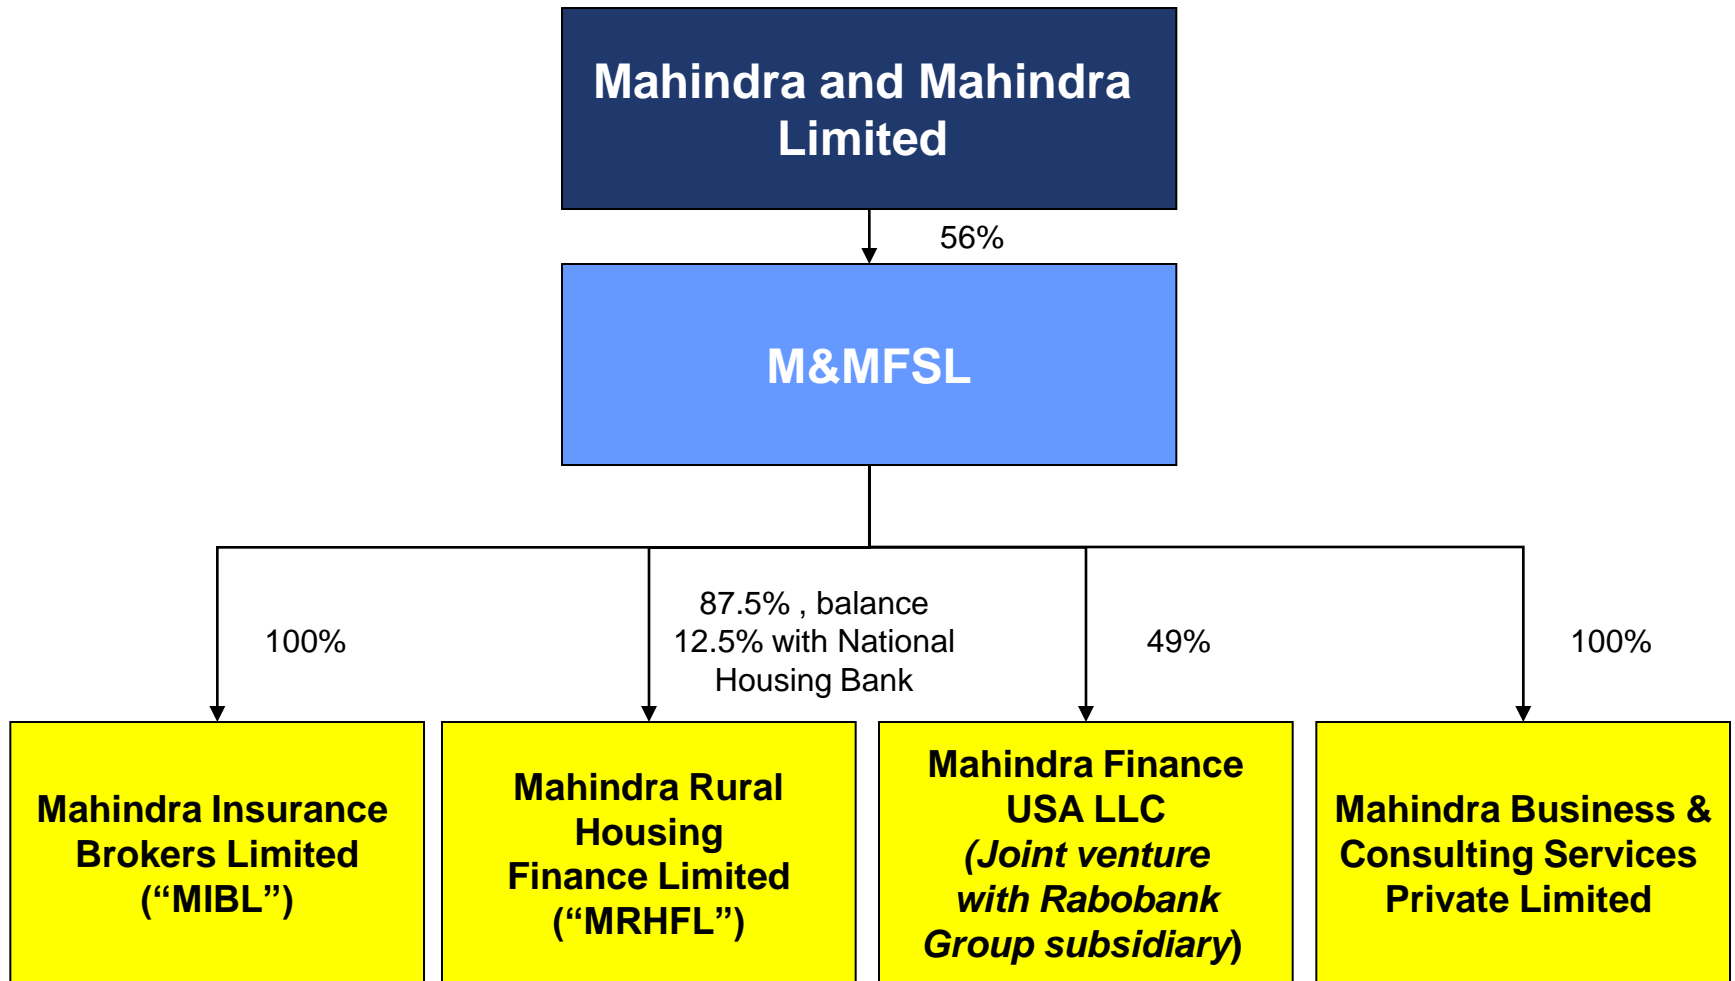 Mahindra and Mahindra
Limited
56%
M&MFSL
100%
87.5% , balance
12.5% with National
Housing Bank
49%
100%
Mahindra Insurance
Brokers Limited
(“MIBL”)
Mahindra Rural
Housing
Finance Limited
(“MRHFL”)
Mahindra Finance
USA LLC
(Joint venture
with Rabobank
Group subsidiary)
Mahindra Business &
Consulting Services
Private Limited